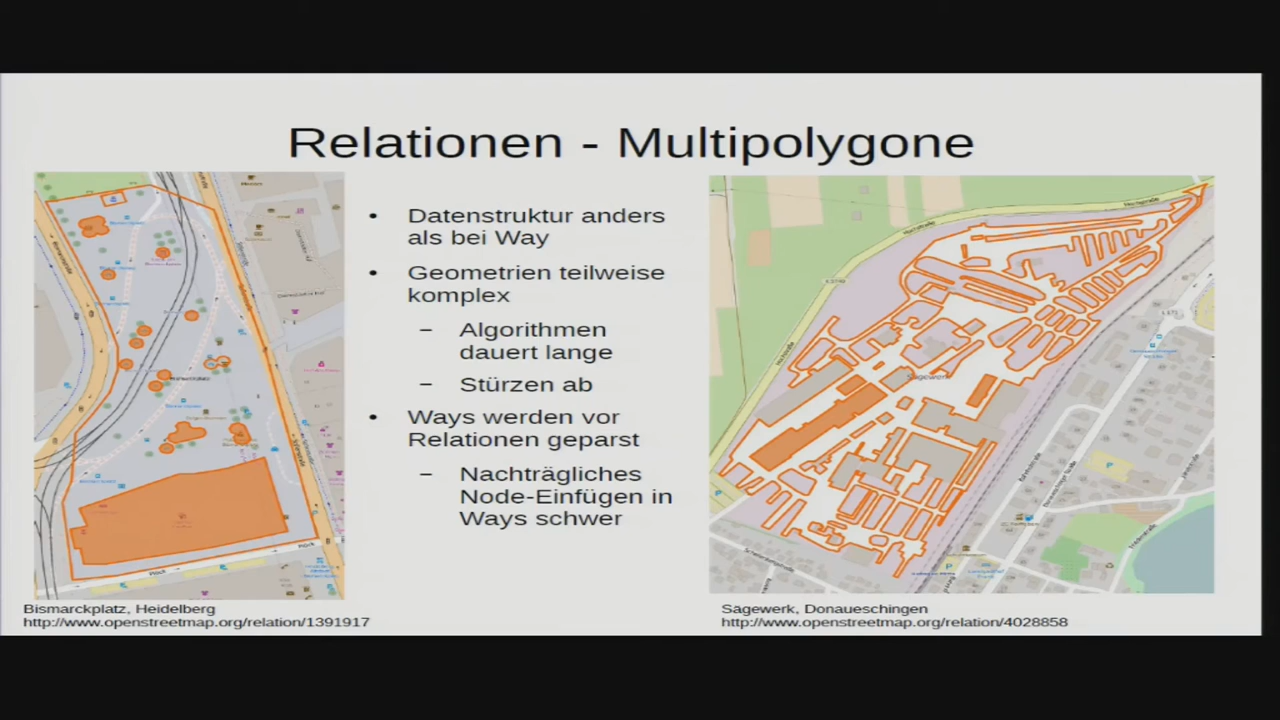 Relationen - Multipolygone
• Datenstruktur anders
als bei Way
• Geometrien teilweise
komplex
– Algorithmen
dauert lange
– Stürzen ab
• Ways werden vor
Relationen geparst
– Nachträgliches
Node-Einfügen in
Ways schwer
Bismarckplatz, Heidelberg
http://www.openstreetmap.org/relation/1391917
Sägewerk
Sägewerk, Donaueschingen
http://www.openstreetmap.org/relation/4028858